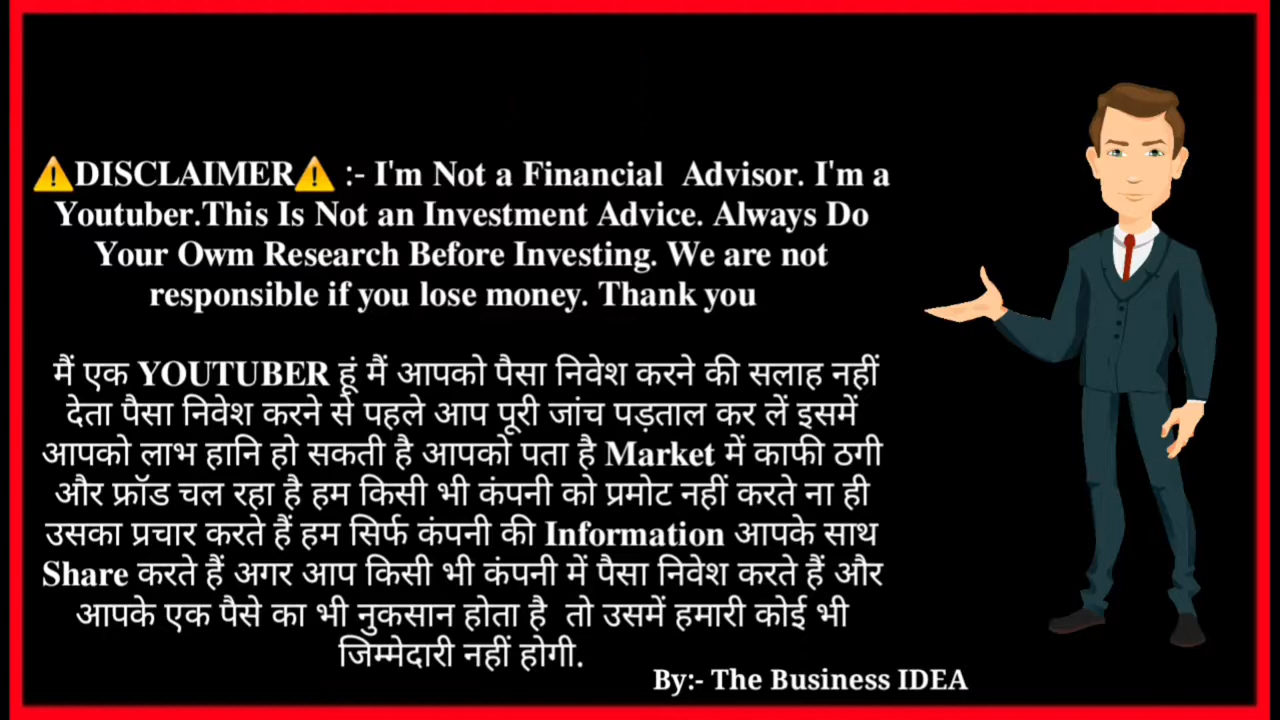 ⚠️DISCLAIMER⚠️ :- I'm Not a Financial Advisor. I'm a
Youtuber.This Is Not an Investment Advice. Always Do
Your Owm Research Before Investing. We are not
responsible if you lose money. Thank you
मैं एक YOUTUBER हूं मैं आपको पैसा निवेश करने की सलाह नहीं
देता पैसा निवेश करने से पहले आप पूरी जांच पड़ताल कर लें इसमें
आपको लाभ हानि हो सकती है आपको पता है Market में काफी ठगी
और फ्रॉड चल रहा है हम किसी भी कंपनी को प्रमोट नहीं करते ना ही
उसका प्रचार करते हैं हम सिर्फ कंपनी की Information आपके साथ
Share करते हैं अगर आप किसी भी कंपनी में पैसा निवेश करते हैं और
आपके एक पैसे का भी नुकसान होता है तो उसमें हमारी कोई भी
जिम्मेदारी नहीं होगी.
By:- The Business IDEA